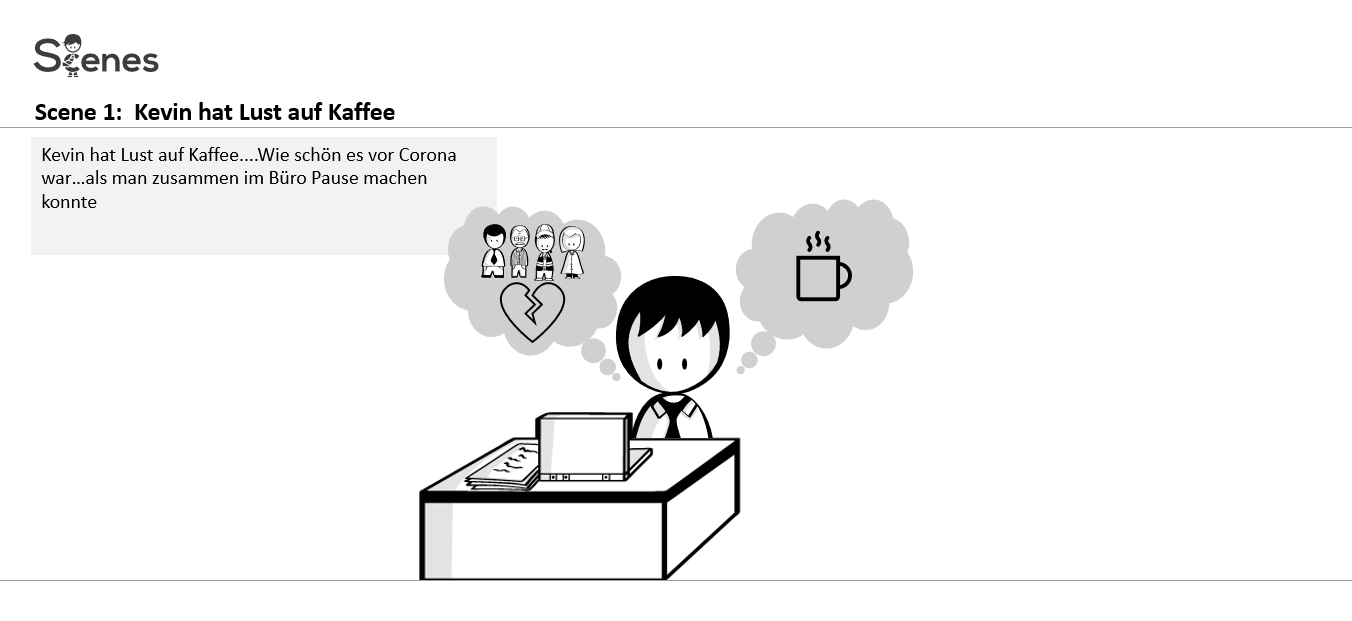 Scenes
Scene 1:  Kevin hat Lust auf Kaffee
Kevin hat Lust auf Kaffee....Wie schön es vor Corona
war...als man zusammen im Büro Pause machen
konnte